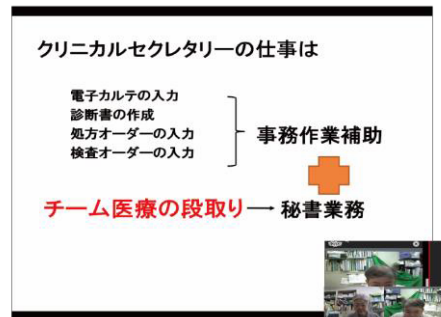 クリニカルセクレタリーの仕事は
電子カルテの入力
診断書の作成
処方オーダーの入力
検査オーダーの入力
事務作業補助
チーム医療の段取り→秘書業務